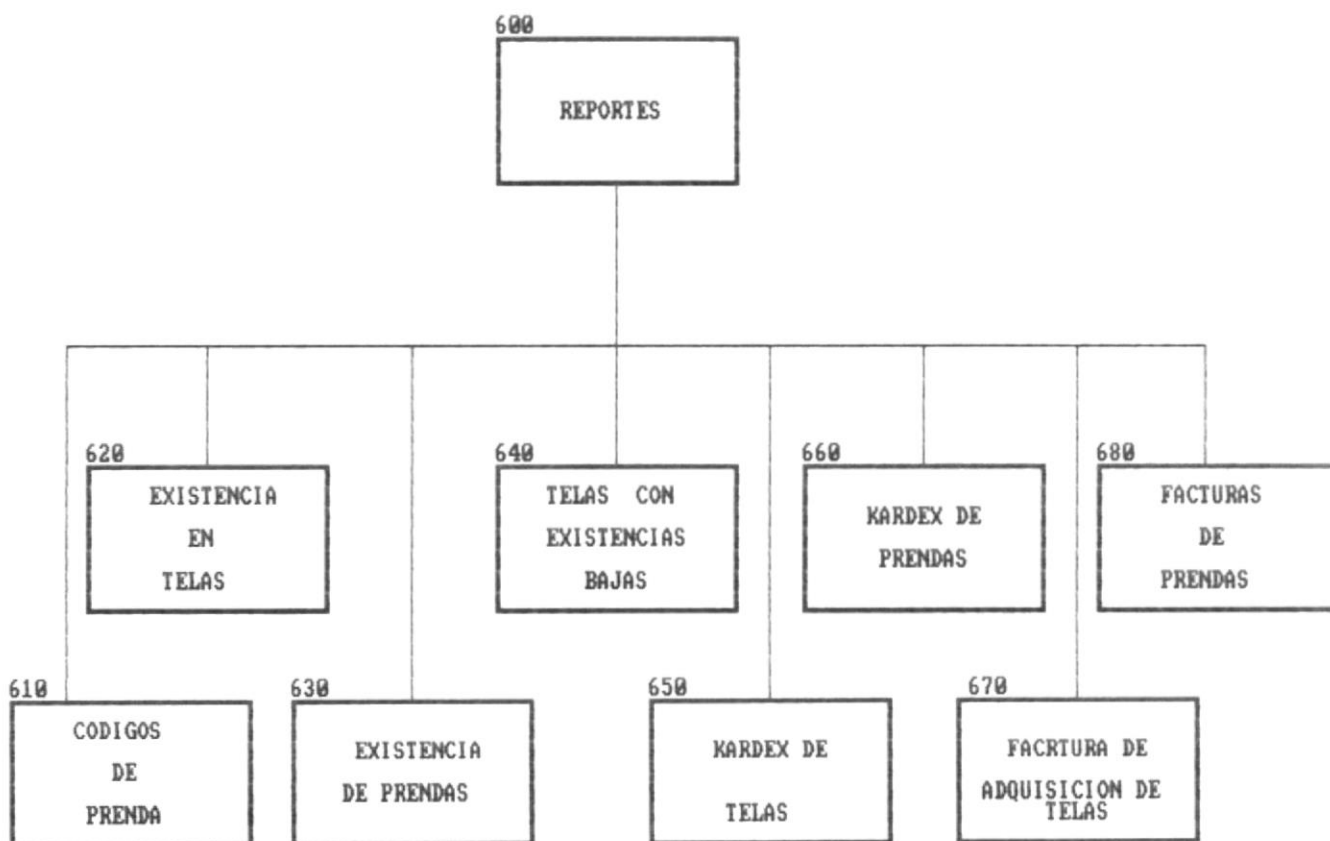 600
REPORTES
620
EXISTENCIA
EN
TELAS
640
TELAS CON
EXISTENCIAS
BAJAS
660
KARDEX DE
PRENDAS
680
FACTURAS
DE
PRENDAS
610
CODIGOS
DE
PRENDA
630
EXISTENCIA
DE PRENDAS
650
KARDEX DE
TELAS
670
FACRTURA DE
ADQUISICION DE
TELAS